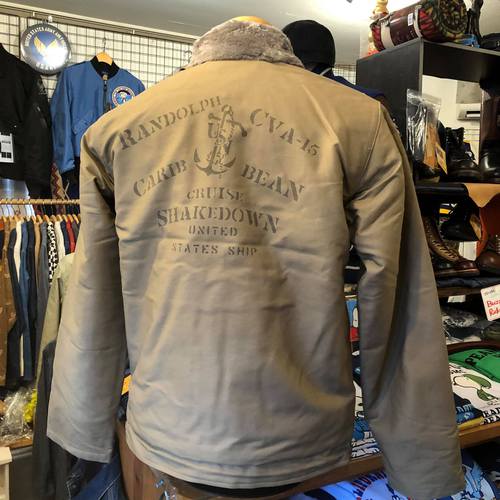 RANDOLPH CVA-15
CARIB BEAN
CRUISE
SHAKEDOWN
UNITED
STATES SHIP